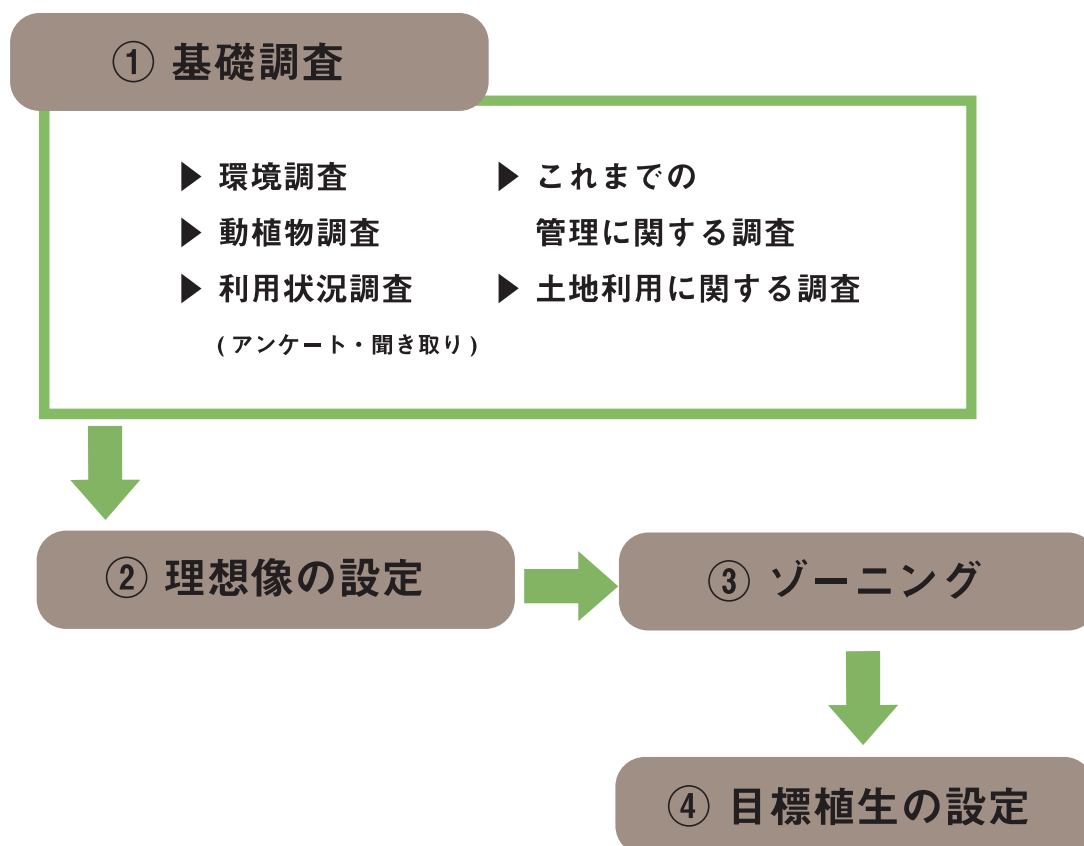 ① 基礎調査
▶ 環境調査
▶ 動植物調査
▶ 利用状況調査
(アンケート・聞き取り)
▶ これまでの
管理に関する調査
▶ 土地利用に関する調査
② 理想像の設定
③ ゾーニング
④ 目標植生の設定